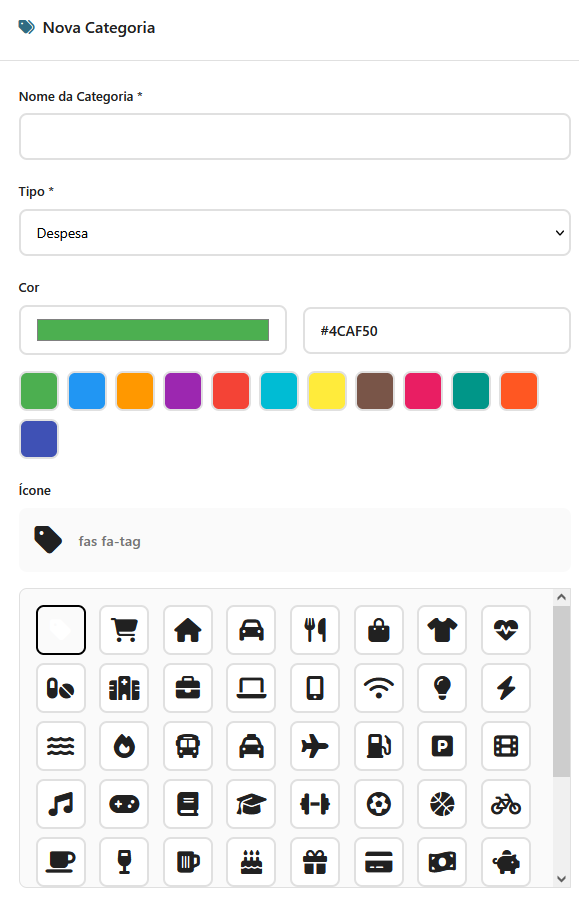 Nova Categoria
Nome da Categoria *
Tipo *
Despesa
Cor
#4CAF50
Ícone
fas fa-tag